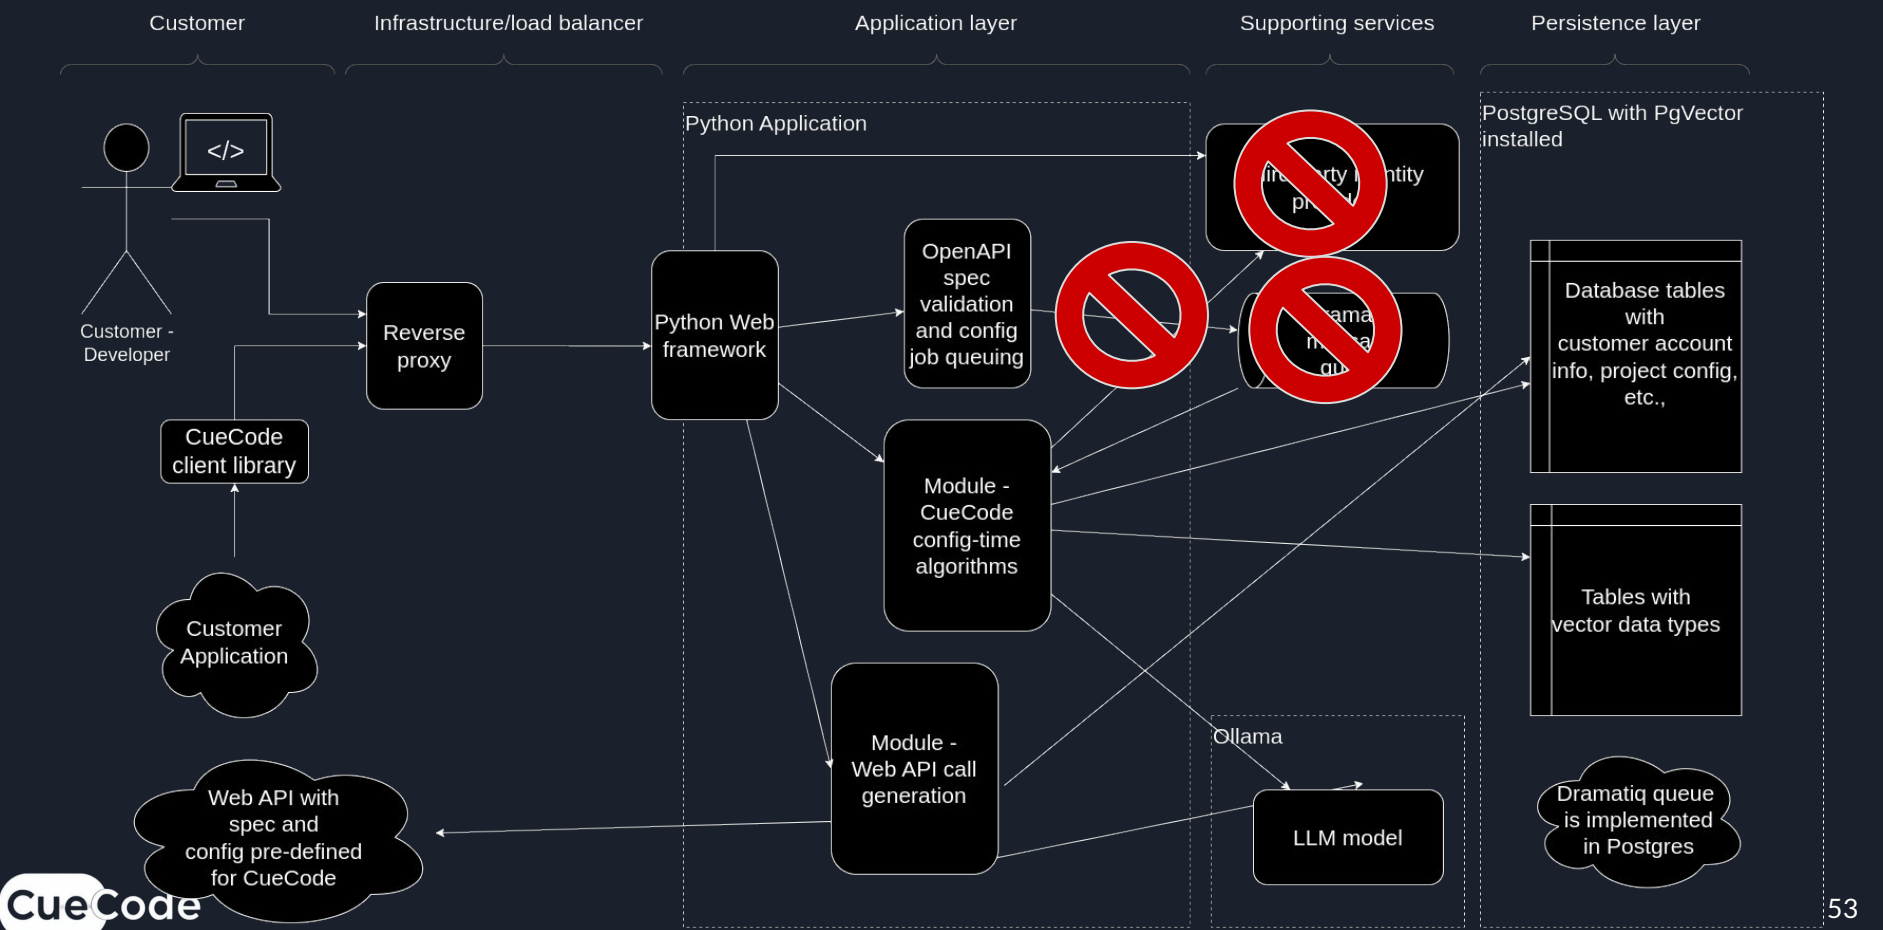 Customer
Infrastructure/load balancer
Application layer
Supporting services
Persistence layer
</>
Customer -
Developer
Reverse
proxy
CueCode
client library
Customer
Application
Web API with
spec and
config pre-defined
for CueCode
Python Application
Python Web
framework
OpenAPI
spec
validation
and config
job queuing
Module -
CueCode
config-time
algorithms
Module -
Web API call
generation
Ollama
LLM model
PostgreSQL with PgVector
installed
Database tables
with
customer account
info, project config,
etc.,
Tables with
vector data types
Dramatiq queue
is implemented
in Postgres
CueCode
53